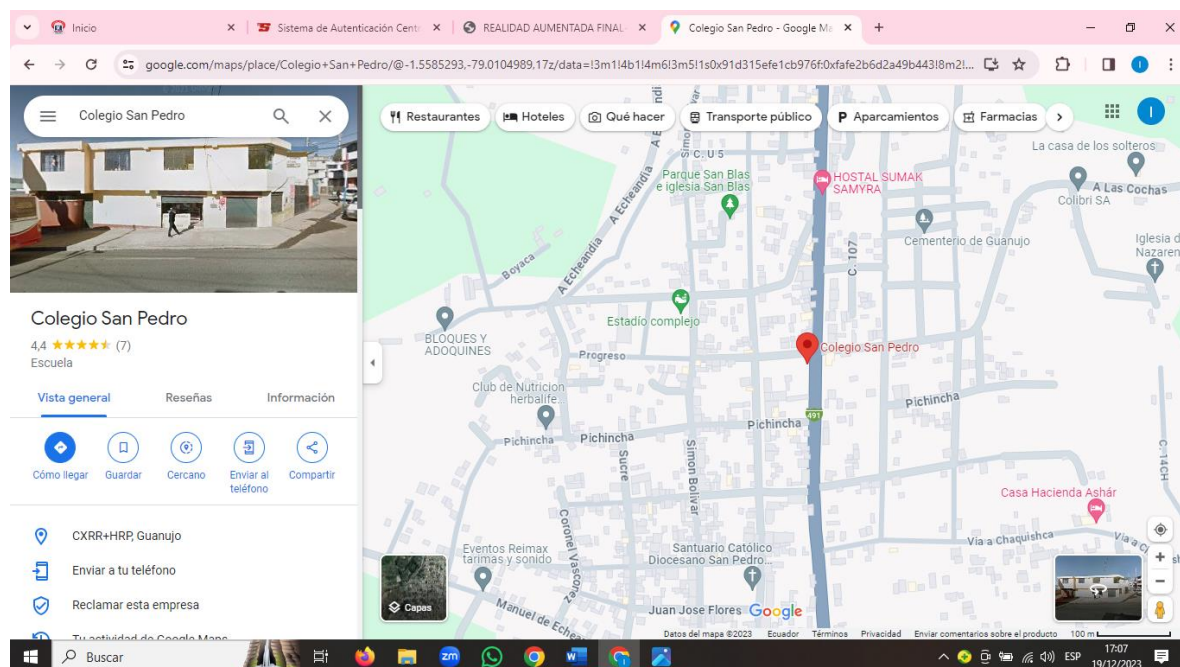 Inicio
Sistema de Autenticación Centr
REALIDAD AUMENTADA FINAL-
Colegio San Pedro - Google Ma
google.com/maps/place/Colegio+San+Pedro/@-1.5585293,-79.0104989,17z/data=!3m1!4b1!4m6!3m5!1s0x91d315efe1cb976f:0xfafe2b6d2a49b443!8m2!...
Colegio San Pedro
Restaurantes
Hoteles
Qué hacer
Transporte público
P Aparcamientos
Farmacias
I
Colegio San Pedro
4,4 (7)
Escuela
Vista general
Reseñas
Información
Cómo llegar
Guardar
Cercano
Enviar al
teléfono
Compartir
CXRR+HRP, Guanujo
Enviar a tu teléfono
Reclamar esta empresa
Tu actividad de Google Maps
C. U 5
La casa de los solteros
Parque San Blas
e iglesia San Blas
HOSTAL SUMAK
SAMYRA
A Las Cochas
Colibri SA
A Echeandia
A Echeandia
Cementerio de Guanujo
C. 107
Iglesia d
Nazaren
Boyaca
Estadío complejo
BLOQUES Y
ADOQUINES
Progreso
Colegio San Pedro
Club de Nutricion
herbalife.
Pichincha
491
Pichincha
Pichincha
Pichincha
Sucre
Simon Bolivar
C. 14CH
Casa Hacienda Ashár
Coronel Vasconez
Via a Chaquishca
Via a C
Eventos Reimax
tarimas y sonido
Santuario Católico
Diocesano San Pedro...
Manuel de Echea
Juan Jose Flores
Google
Capas
Datos del mapa ©2023
Ecuador
Términos
Privacidad
Enviar comentarios sobre el producto
100 m
Buscar
zm
ESP
17:07
19/12/2023